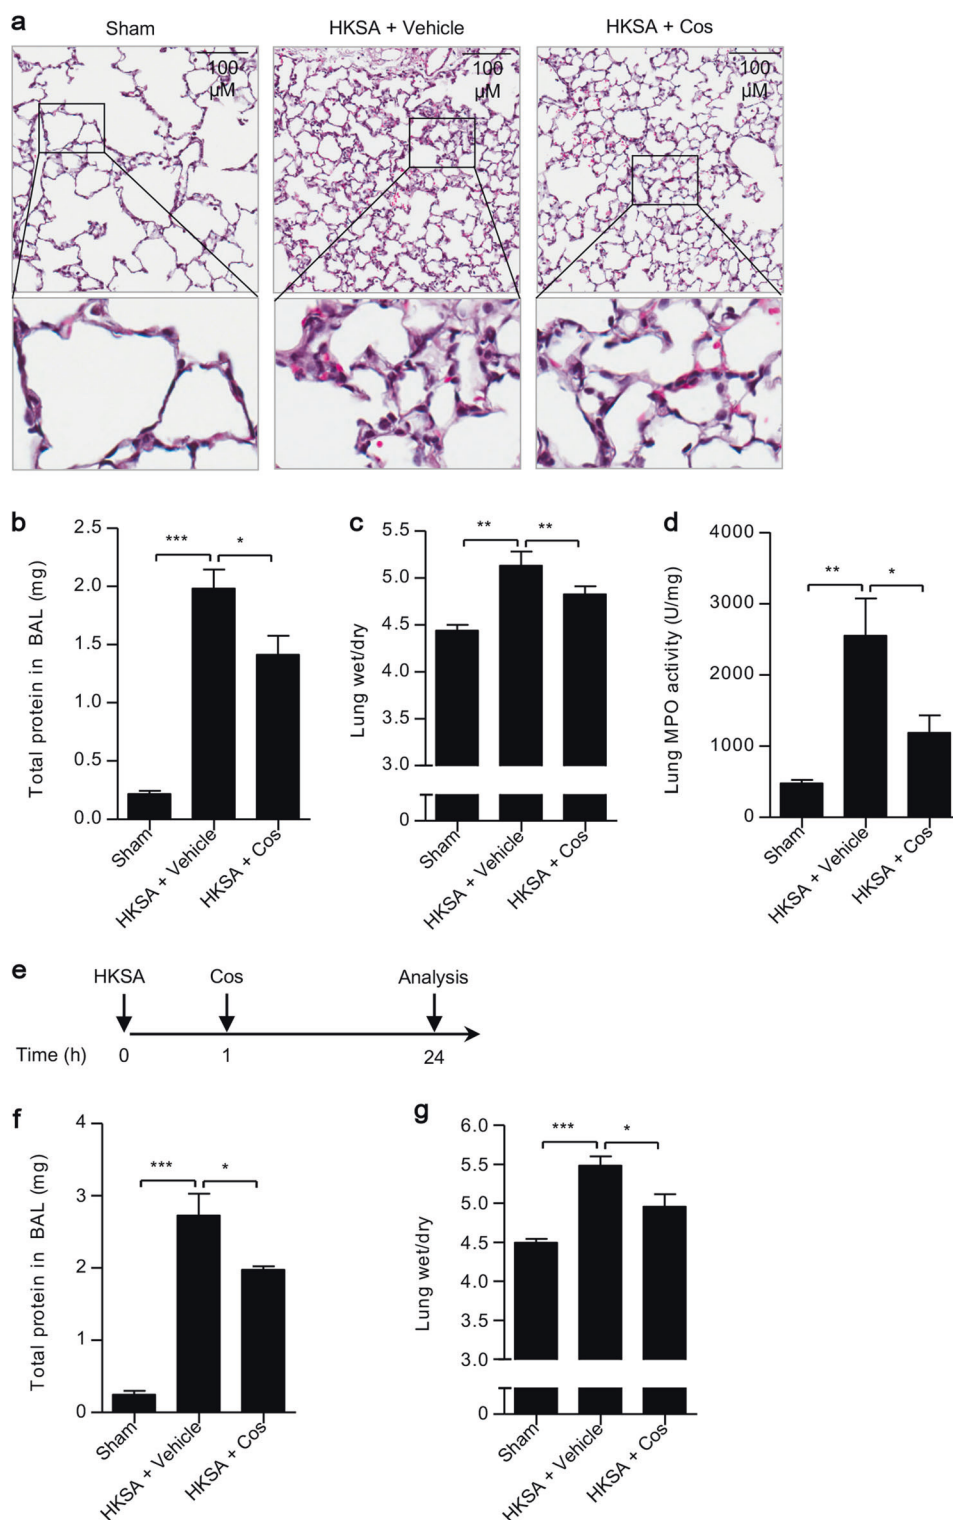 a
Sham
HKSA + Vehicle
HKSA + Cos
100
µM
100
µM
100
µM
b
Total protein in BAL (mg)
2.5
2.0
1.5
1.0
0.5
0.0
***
*
Sham
HKSA + Vehicle
HKSA + Cos
c
Lung wet/dry
5.5
5.0
4.5
4.0
3.5
3.0
0
**
**
Sham
HKSA + Vehicle
HKSA + Cos
d
Lung MPO activity (U/mg)
4000
3000
2000
1000
0
**
*
Sham
HKSA + Vehicle
HKSA + Cos
e
HKSA
Cos
Analysis
Time (h)
0
1
24
f
Total protein in BAL (mg)
4
3
2
1
0
***
*
Sham
HKSA + Vehicle
HKSA + Cos
g
Lung wet/dry
6.0
5.5
5.0
4.5
4.0
3.5
3.0
0
***
*
Sham
HKSA + Vehicle
HKSA + Cos